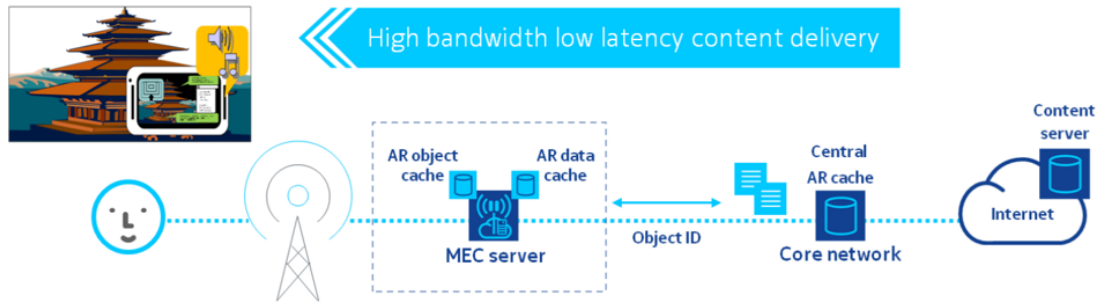 High bandwidth low latency content delivery
Content
server
AR object
cache
AR data
cache
Central
AR cache
Internet
Object ID
MEC server
Core network